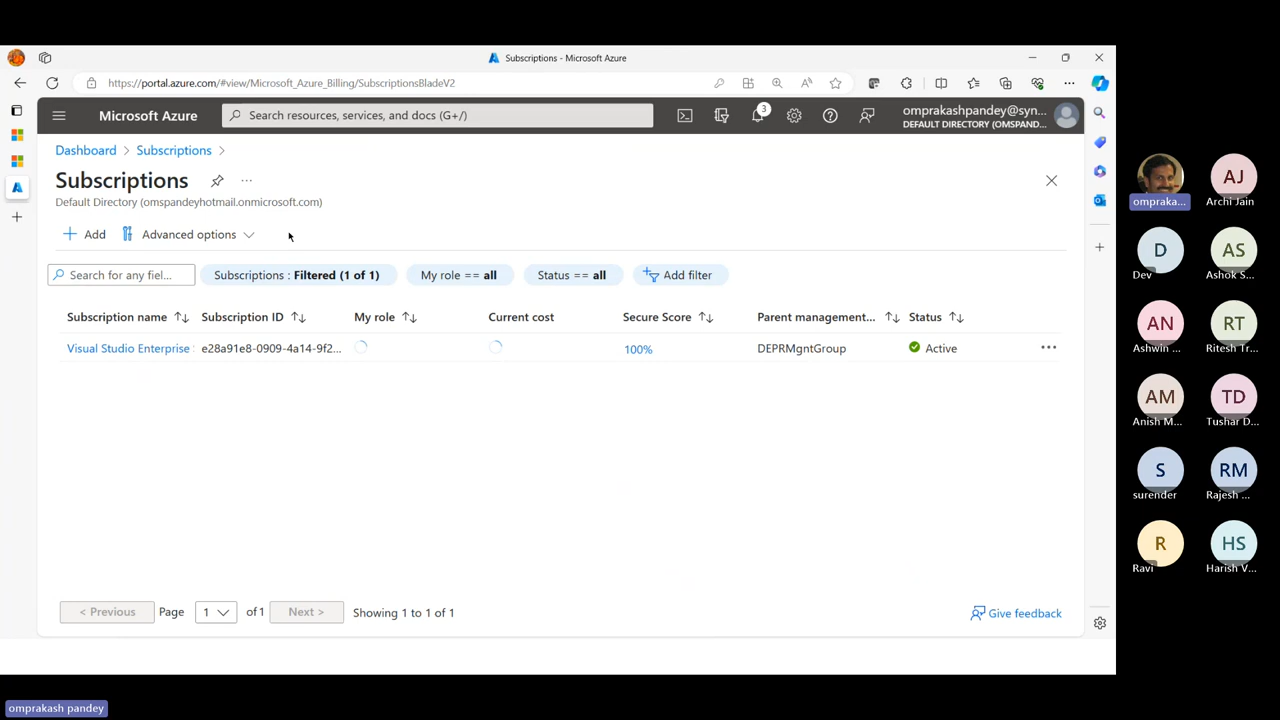 Subscriptions - Microsoft Azure
https://portal.azure.com/#view/Microsoft_Azure_Billing/SubscriptionsBladeV2
Microsoft Azure
Search resources, services, and docs (G+/)
3
omprakashpandey@syn...
DEFAULT DIRECTORY (OMSPAND...
Dashboard > Subscriptions >
Subscriptions
Default Directory (omspandeyhotmail.onmicrosoft.com)
Add
Advanced options
Search for any fiel...
Subscriptions : Filtered (1 of 1)
My role == all
Status == all
Add filter
Subscription name
Subscription ID
My role
Current cost
Secure Score
Parent management...
Status
Visual Studio Enterprise
e28a91e8-0909-4a14-9f2...
100%
DEPRMgntGroup
Active
< Previous
Page
1
of 1
Next >
Showing 1 to 1 of 1
Give feedback
ompraka...
AJ
Archi Jain
D
Dev
AS
Ashok S...
AN
Ashwin ...
RT
Ritesh Tr...
AM
Anish M...
TD
Tushar D...
S
surender
RM
Rajesh ...
R
Ravi
HS
Harish V...
omprakash pandey